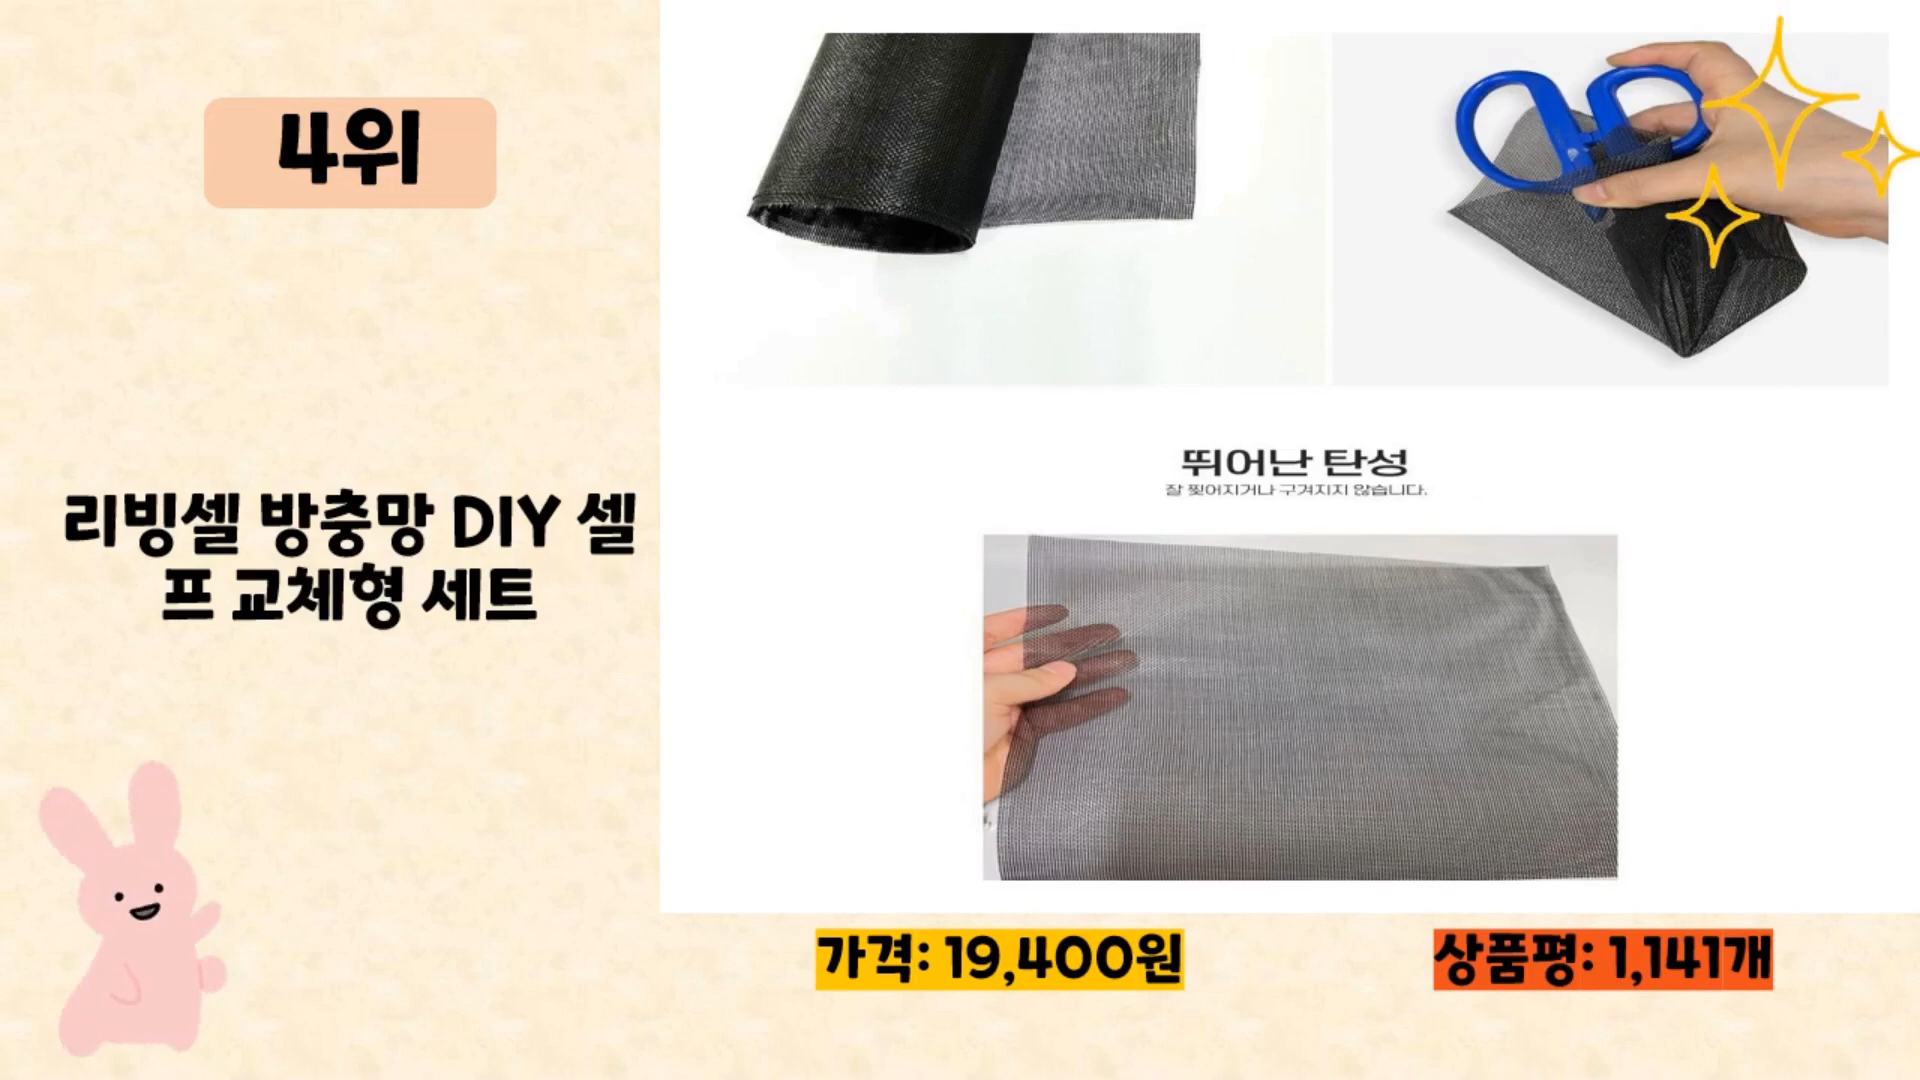 4위
뛰어난 탄성
잘 찢어지거나 구겨지지 않습니다.
리빙셀 방충망 DIY 셀
프 교체형 세트
가격: 19,400원
상품평: 1,141개